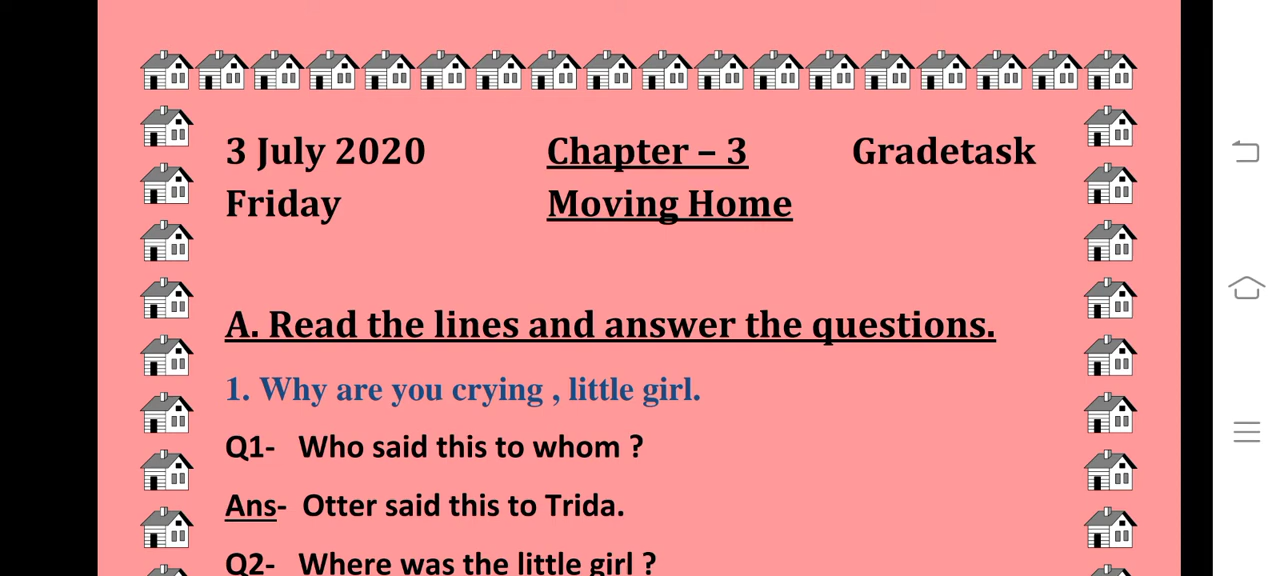 3 July 2020 Chapter – 3 Gradetask
Friday Moving Home
A. Read the lines and answer the questions.
1. Why are you crying , little girl.
Q1- Who said this to whom ?
Ans- Otter said this to Trida.
Q2- Where was the little girl ?